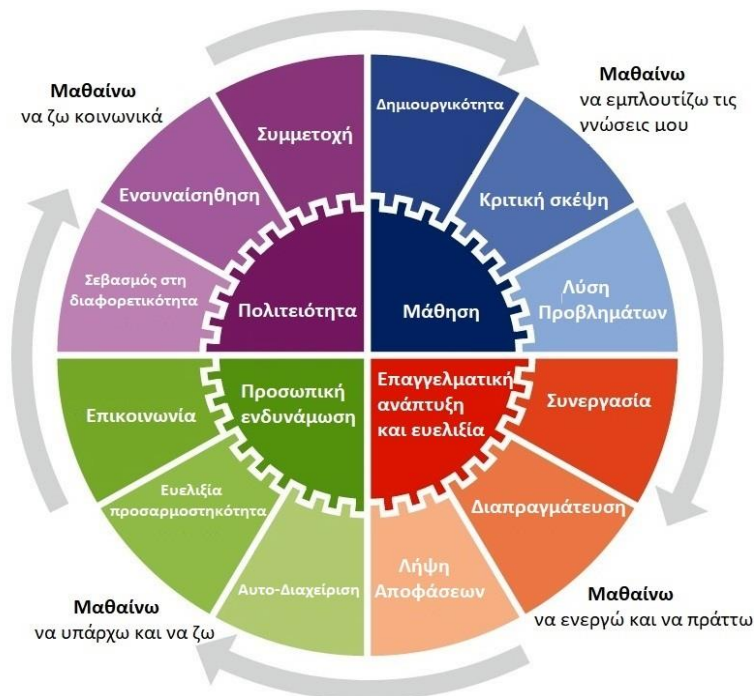 Μαθαίνω
να ζω κοινωνικά
Μαθαίνω
να εμπλουτίζω τις
γνώσεις μου
Συμμετοχή
Ενσυναίσηθηση
Σεβασμός στη
διαφορετικότητα
Πολιτειότητα
Δημιουργικότητα
Κριτική σκέψη
Λύση
Προβλημάτων
Μάθηση
Προσωπική
ενδυνάμωση
Επικοινωνία
Ευελιξία
προσαρμοστηκότητα
Αυτο-Διαχείριση
Επαγγελματική
ανάπτυξη
και ευελιξία
Συνεργασία
Διαπραγμάτευση
Λήψη
Αποφάσεων
Μαθαίνω
να υπάρχω και να ζω
Μαθαίνω
να ενεργώ και να πράττω